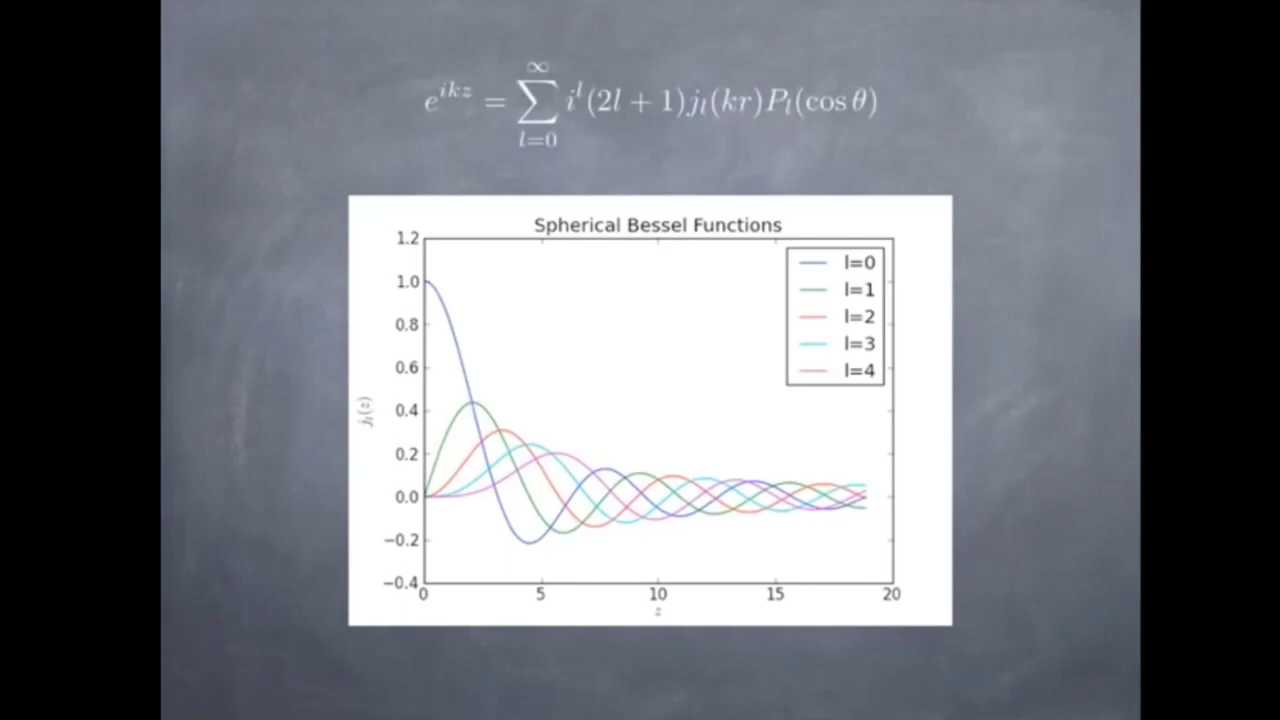 e^{ikz} = \sum_{l=0}^{\infty} i^l (2l + 1) j_l(kr) P_l(\cos θ)
Spherical Bessel Functions
1.2
1.0
0.8
0.6
0.4
0.2
0.0
−0.2
−0.4
j_l(z)
l=0
l=1
l=2
l=3
l=4
0 5 10 15 20
z